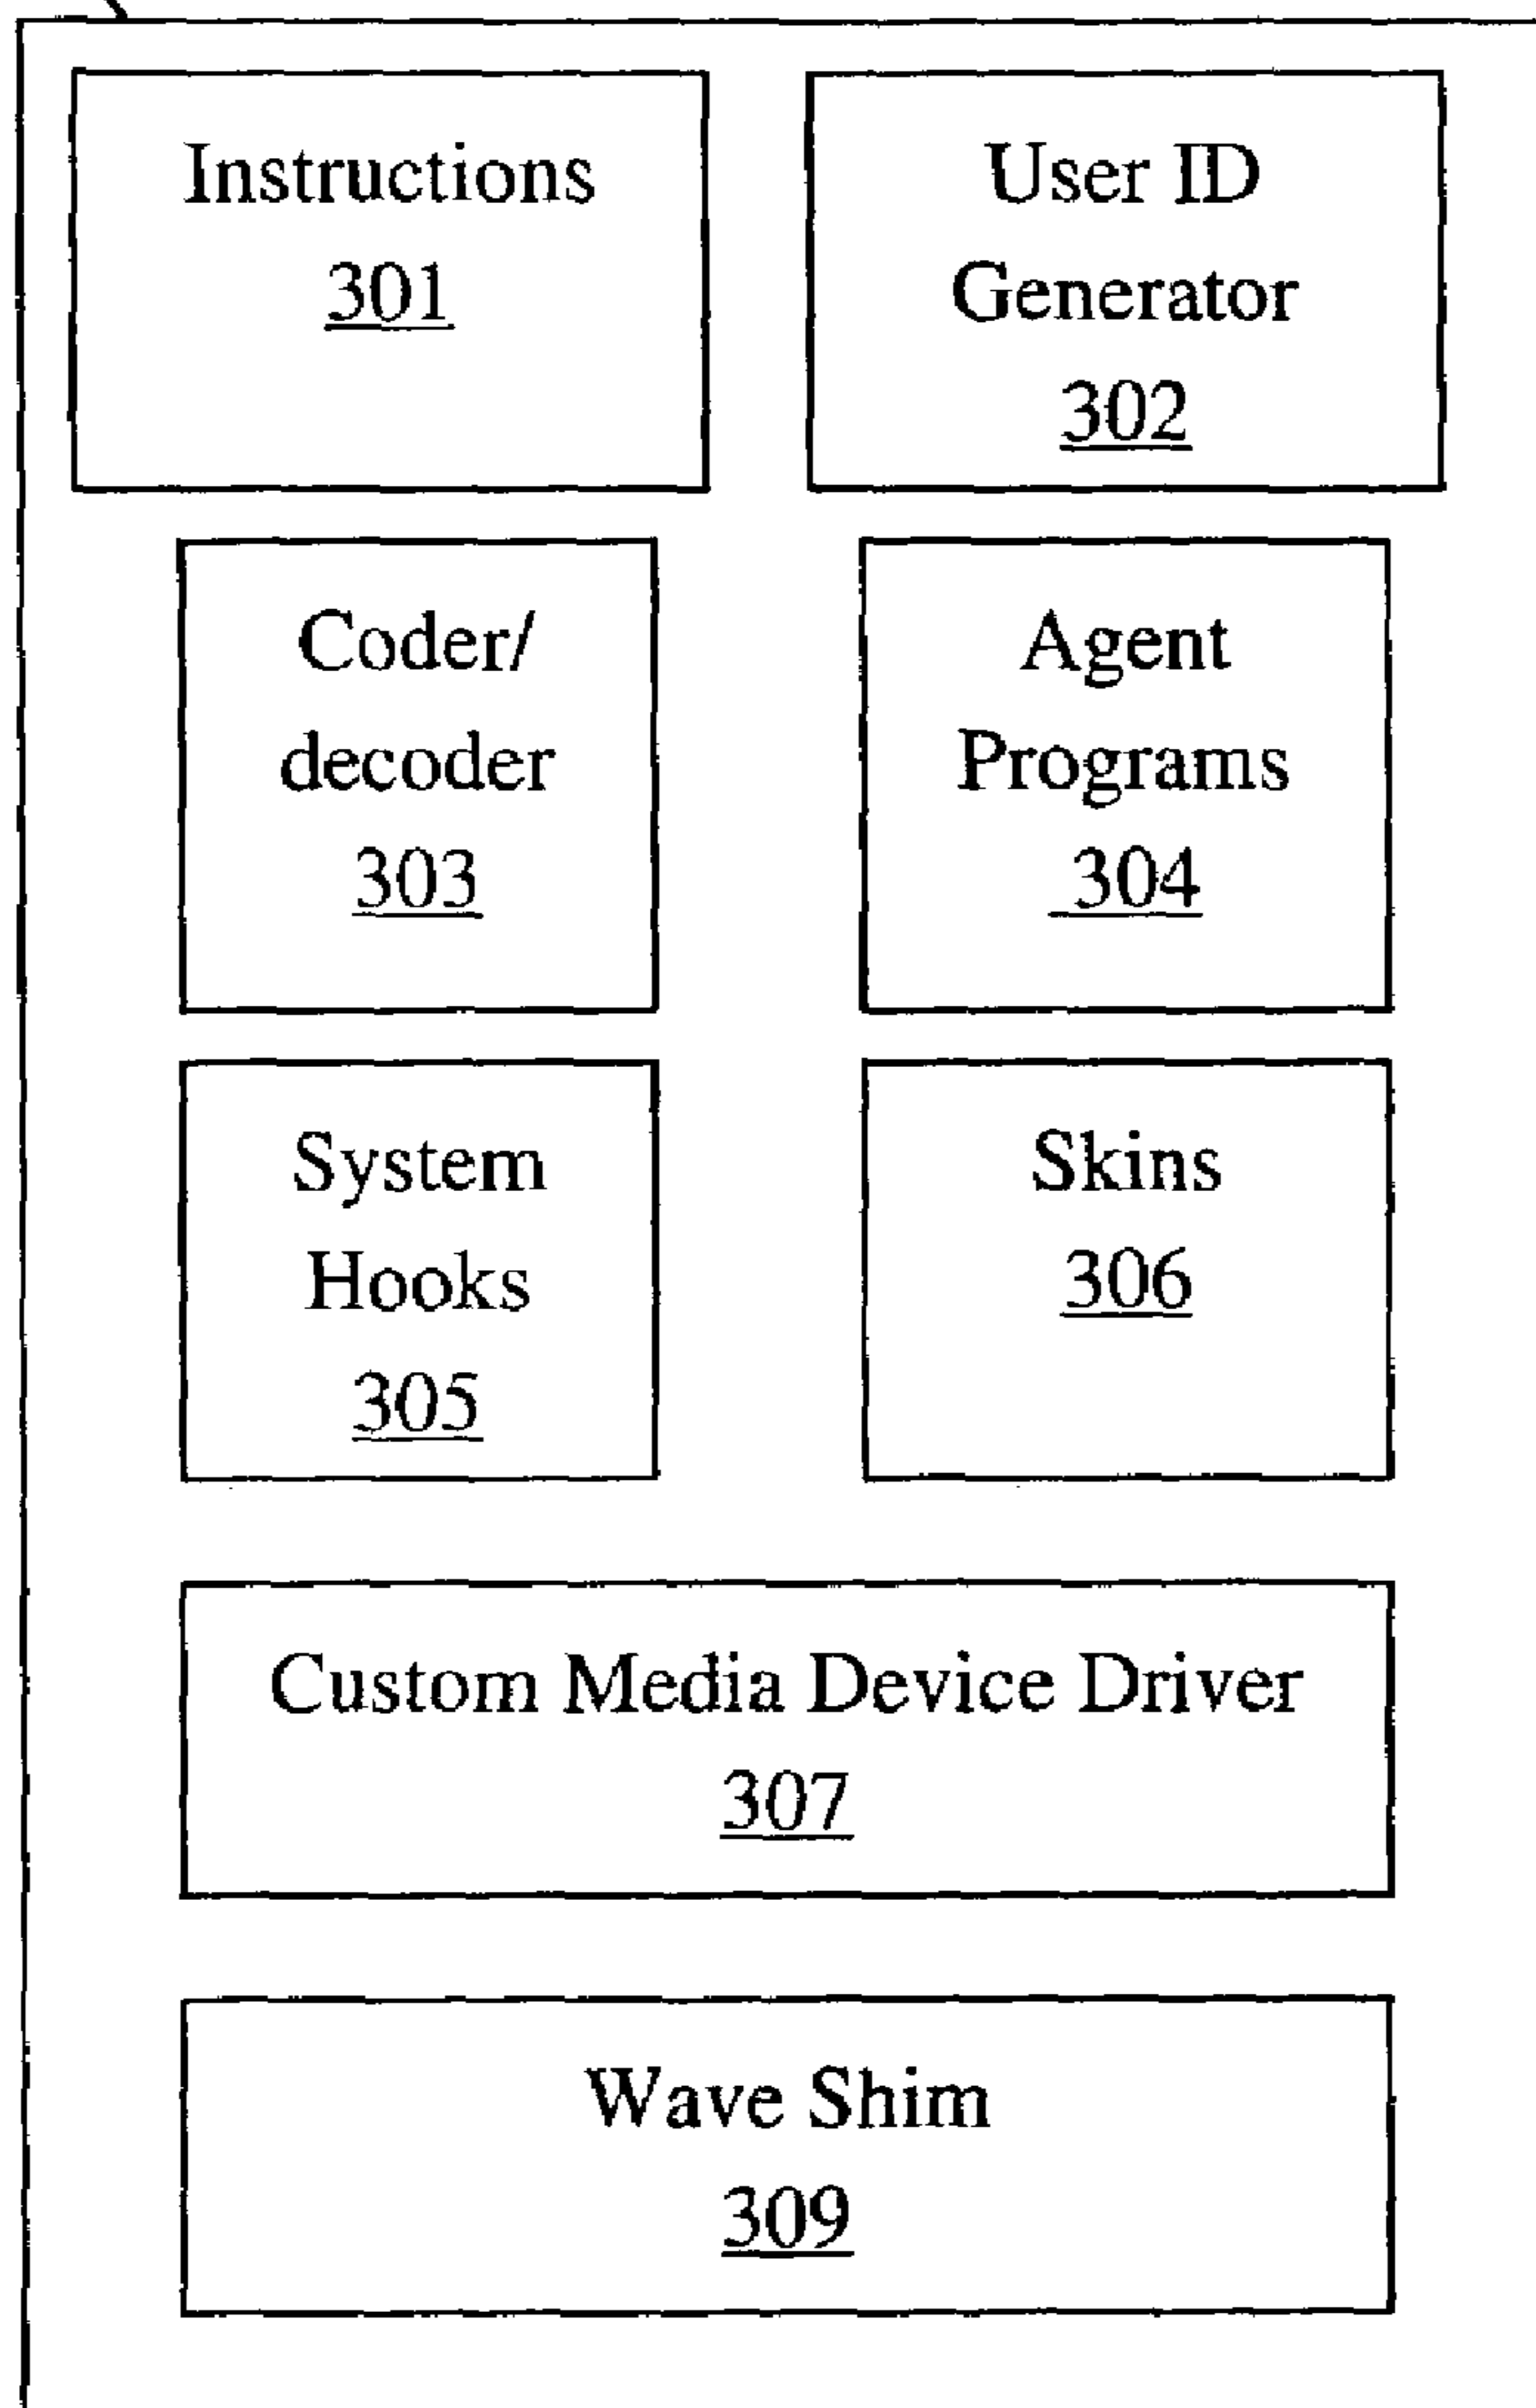 Instructions
301
User ID
Generator
302
Coder/
decoder
303
Agent
Programs
304
System
Hooks
305
Skins
306
Custom Media Device Driver
307
Wave Shim
309